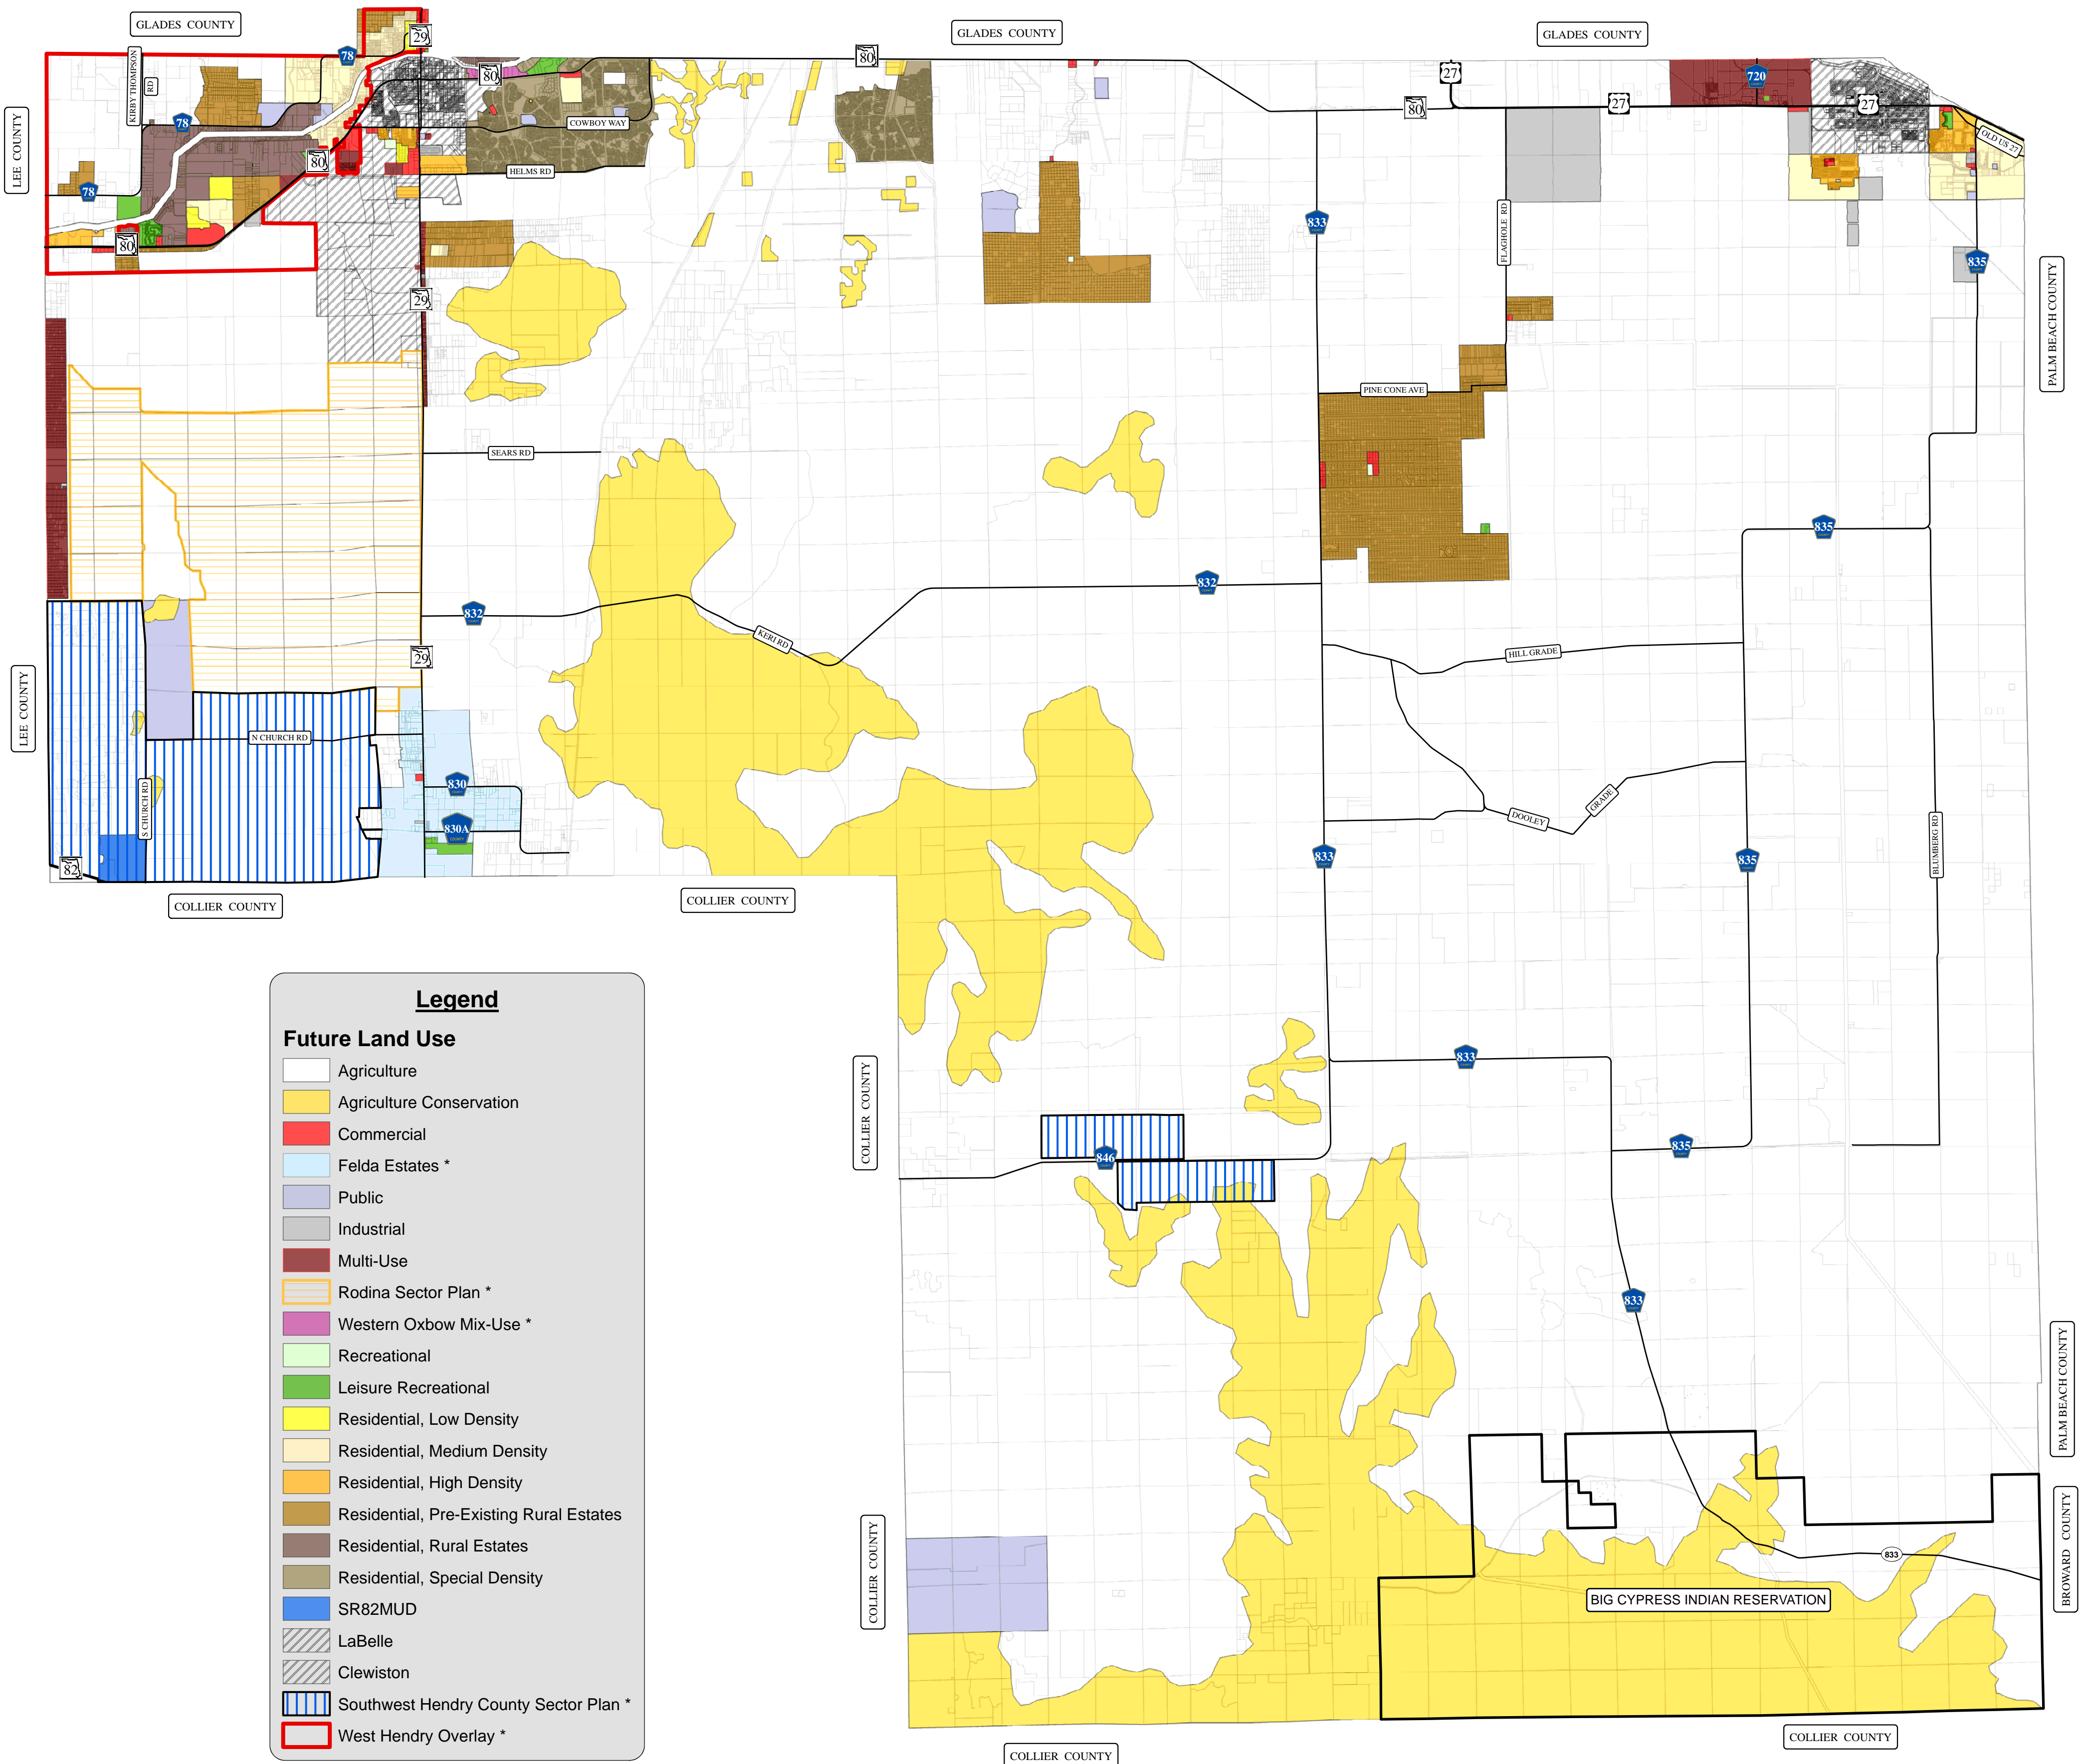 GLADES COUNTY
GLADES COUNTY
GLADES COUNTY
29
78
80
80
27
720
KIRBY THOMPSON
RD
80
27
27
78
COWBOY WAY
OLD US 27
LEE COUNTY
80
HELMS RD
78
833
FLAGHOLE RD
80
835
29
PALM BEACH COUNTY
PINE CONE AVE
SEARS RD
835
832
832
KERI RD
29
HILL GRADE
LEE COUNTY
N CHURCH RD
830
S CHURCH RD
GRADE
DOOLEY
830A
COUNTY
BLUMBERG RD
833
835
82
COLLIER COUNTY
COLLIER COUNTY
Legend
Future Land Use
Agriculture
Agriculture Conservation
Commercial
Felda Estates *
Public
Industrial
Multi-Use
Rodina Sector Plan *
Western Oxbow Mix-Use *
Recreational
Leisure Recreational
Residential, Low Density
Residential, Medium Density
Residential, High Density
Residential, Pre-Existing Rural Estates
Residential, Rural Estates
Residential, Special Density
SR82MUD
LaBelle
Clewiston
Southwest Hendry County Sector Plan *
West Hendry Overlay *
COLLIER COUNTY
833
846
835
833
PALM BEACH COUNTY
COLLIER COUNTY
833
BROWARD COUNTY
BIG CYPRESS INDIAN RESERVATION
COLLIER COUNTY
COLLIER COUNTY